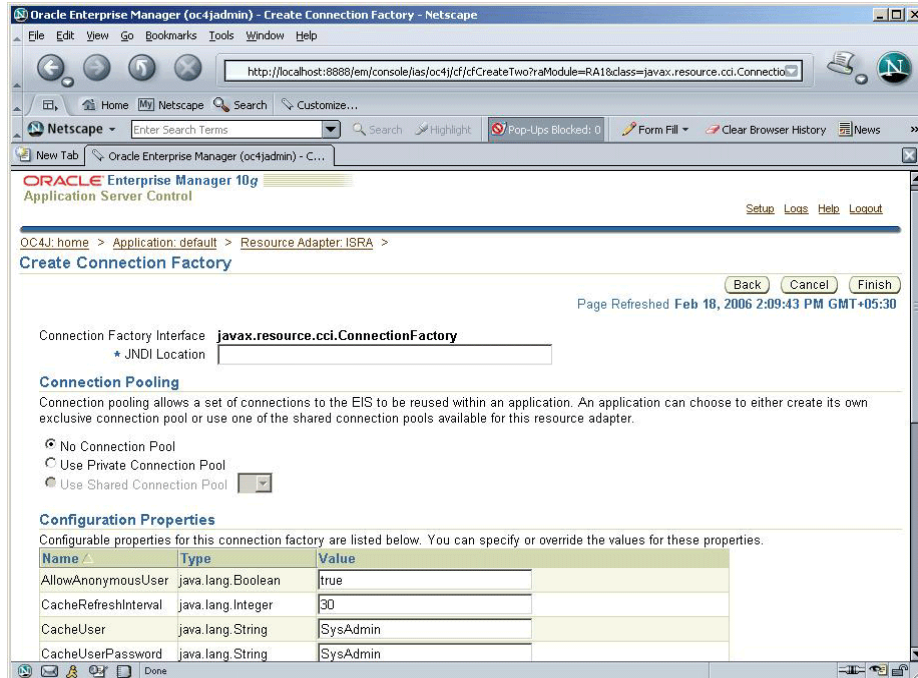 Oracle Enterprise Manager (oc4jadmin) - Create Connection Factory - Netscape
File Edit View Go Bookmarks Tools Window Help
http://localhost:8888/em/console/ias/oc4j/cf/cfCreateTwo?raModule=RA1&class=javax.resource.cci.Connectio
Home My Netscape Search Customize...
Netscape Enter Search Terms Search Highlight Pop-Ups Blocked: 0 Form Fill Clear Browser History News »
New Tab Oracle Enterprise Manager (oc4jadmin) - C...
ORACLE Enterprise Manager 10g
Application Server Control
Setup Logs Help Logout
OC4J: home > Application: default > Resource Adapter: ISRA >
Create Connection Factory
Back Cancel Finish
Page Refreshed Feb 18, 2006 2:09:43 PM GMT+05:30
Connection Factory Interface javax.resource.cci.ConnectionFactory
* JNDI Location
Connection Pooling
Connection pooling allows a set of connections to the EIS to be reused within an application. An application can choose to either create its own
exclusive connection pool or use one of the shared connection pools available for this resource adapter.
No Connection Pool
Use Private Connection Pool
Use Shared Connection Pool
Configuration Properties
Configurable properties for this connection factory are listed below. You can specify or override the values for these properties.
Name Type Value
AllowAnonymousUser java.lang.Boolean true
CacheRefreshInterval java.lang.Integer 30
CacheUser java.lang.String SysAdmin
CacheUserPassword java.lang.String SysAdmin
Done